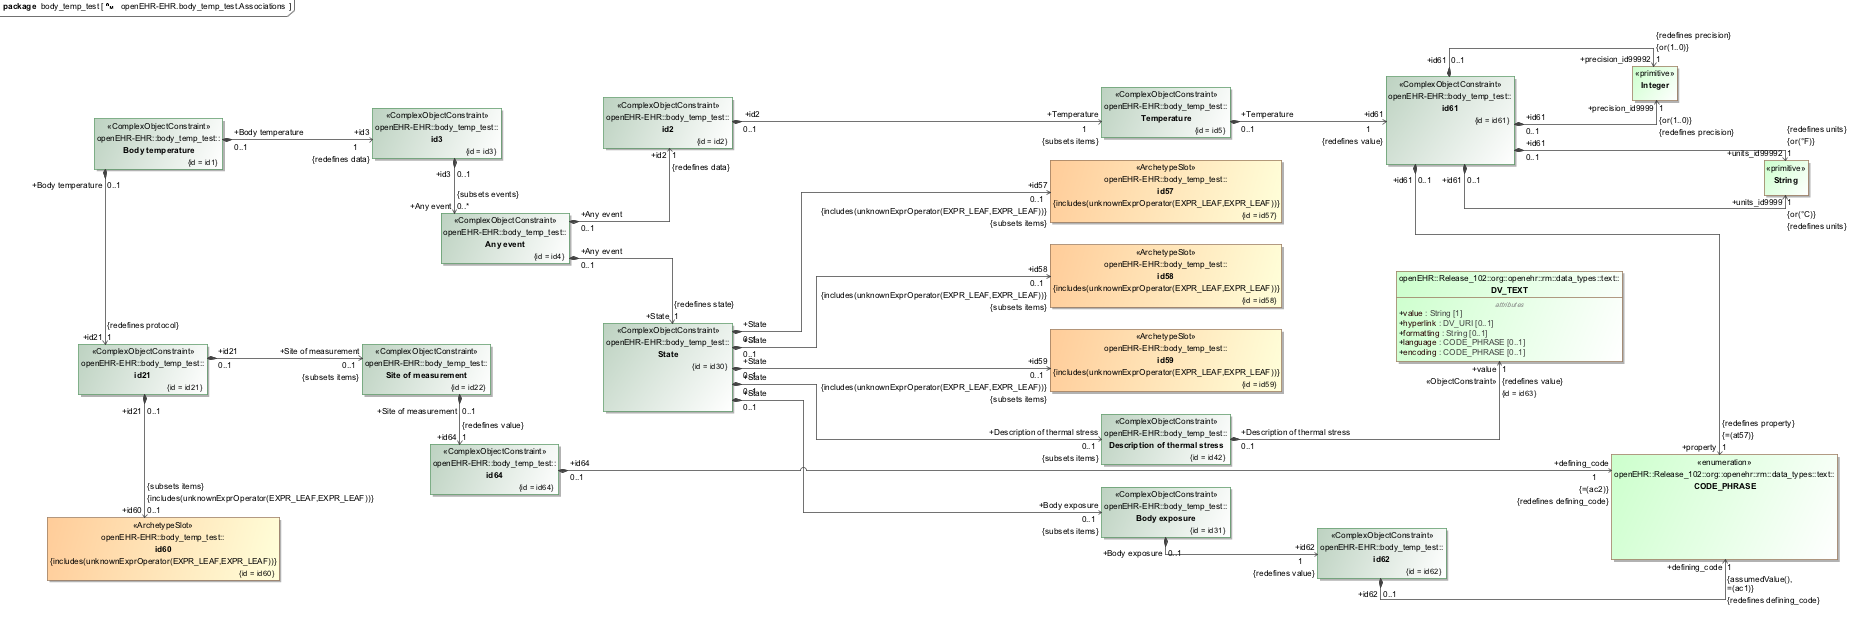 package body_temp_test [ openEHR-EHR.body_temp_test.Associations ]
«ComplexObjectConstraint»
openEHR-EHR::body_temp_test::
Body temperature
{id = id1}
+Body temperature
0..1
+id3
1
{redefines data}
«ComplexObjectConstraint»
openEHR-EHR::body_temp_test::
id3
{id = id3}
+id3 0..1
{subsets events}
+Any event 0..*
«ComplexObjectConstraint»
openEHR-EHR::body_temp_test::
Any event
{id = id4}
+Any event
0..1
+Any event
0..1
+id2 1
{redefines data}
«ComplexObjectConstraint»
openEHR-EHR::body_temp_test::
id2
{id = id2}
+id2
0..1
+Temperature
1
{subsets items}
«ComplexObjectConstraint»
openEHR-EHR::body_temp_test::
Temperature
{id = id5}
+Temperature
0..1
+id61
1
{redefines value}
«ComplexObjectConstraint»
openEHR-EHR::body_temp_test::
id61
{id = id61}
+id61 0..1
{redefines precision}
{or(1..0)}
+precision_id99992 1
«primitive»
Integer
+precision_id9999 1
{or(1..0)}
{redefines precision}
+id61
0..1
+id61
0..1
{redefines units}
{or(°F)}
+units_id99992 1
«primitive»
String
+units_id9999 1
{or(°C)}
{redefines units}
+id61 0..1
+id61 0..1
«ArchetypeSlot»
openEHR-EHR::body_temp_test::
id57
{includes(unknownExprOperator(EXPR_LEAF,EXPR_LEAF))}
{id = id57}
+id57
0..1
{includes(unknownExprOperator(EXPR_LEAF,EXPR_LEAF))}
{subsets items}
«ArchetypeSlot»
openEHR-EHR::body_temp_test::
id58
{includes(unknownExprOperator(EXPR_LEAF,EXPR_LEAF))}
{id = id58}
+id58
0..1
{includes(unknownExprOperator(EXPR_LEAF,EXPR_LEAF))}
{subsets items}
«ArchetypeSlot»
openEHR-EHR::body_temp_test::
id59
{includes(unknownExprOperator(EXPR_LEAF,EXPR_LEAF))}
{id = id59}
+id59
0..1
{includes(unknownExprOperator(EXPR_LEAF,EXPR_LEAF))}
{subsets items}
{redefines state}
+State 1
«ComplexObjectConstraint»
openEHR-EHR::body_temp_test::
State
{id = id30}
+State
+State
0..1
+State
+State
+State
0..1
+Body temperature 0..1
{redefines protocol}
+id21 1
«ComplexObjectConstraint»
openEHR-EHR::body_temp_test::
id21
{id = id21}
+id21
0..1
+Site of measurement
0..1
{subsets items}
«ComplexObjectConstraint»
openEHR-EHR::body_temp_test::
Site of measurement
{id = id22}
+Site of measurement 0..1
{redefines value}
+id64 1
«ComplexObjectConstraint»
openEHR-EHR::body_temp_test::
id64
{id = id64}
+id64
0..1
+id21 0..1
{subsets items}
{includes(unknownExprOperator(EXPR_LEAF,EXPR_LEAF))}
+id60 0..1
«ArchetypeSlot»
openEHR-EHR::body_temp_test::
id60
{includes(unknownExprOperator(EXPR_LEAF,EXPR_LEAF))}
{id = id60}
openEHR::Release_102::org::openehr::rm::data_types::text::
DV_TEXT
attributes
+value : String [1]
+hyperlink : DV_URI [0..1]
+formatting : String [0..1]
+language : CODE_PHRASE [0..1]
+encoding : CODE_PHRASE [0..1]
+value 1
«ObjectConstraint» {redefines value}
{id = id63}
+Description of thermal stress
0..1
{subsets items}
«ComplexObjectConstraint»
openEHR-EHR::body_temp_test::
Description of thermal stress
{id = id42}
+Description of thermal stress
0..1
{redefines property}
{=(at57)}
+property 1
+defining_code
1
{=(ac2)}
{redefines defining_code}
«enumeration»
openEHR::Release_102::org::openehr::rm::data_types::text::
CODE_PHRASE
+Body exposure
0..1
{subsets items}
«ComplexObjectConstraint»
openEHR-EHR::body_temp_test::
Body exposure
{id = id31}
+Body exposure 0..1
+id62
1
{redefines value}
«ComplexObjectConstraint»
openEHR-EHR::body_temp_test::
id62
{id = id62}
+id62 0..1
+defining_code 1
{assumedValue(),
=(ac1)}
{redefines defining_code}